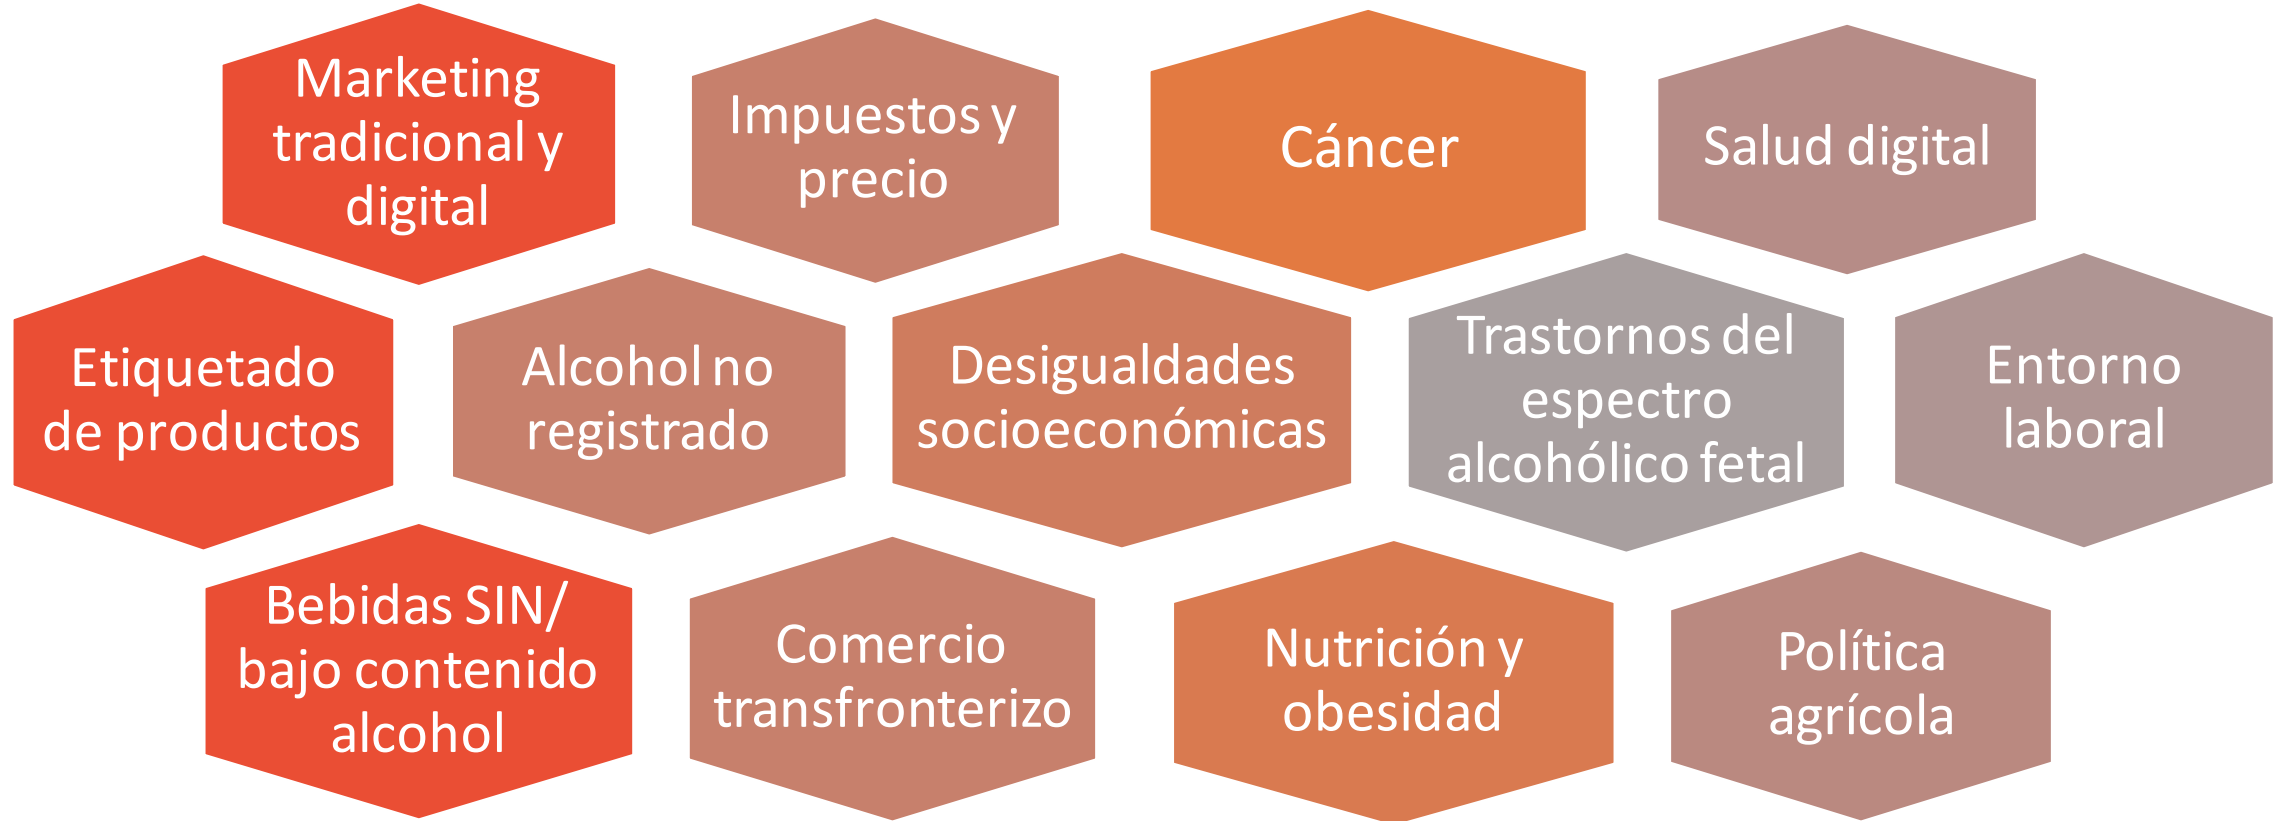 Marketing
tradicional y
digital
Impuestos y
precio
Cáncer
Salud digital
Etiquetado
de productos
Alcohol no
registrado
Desigualdades
socioeconómicas
Trastornos del
espectro
alcohólico fetal
Entorno
laboral
Bebidas SIN/
bajo contenido
alcohol
Comercio
transfronterizo
Nutrición y
obesidad
Política
agrícola